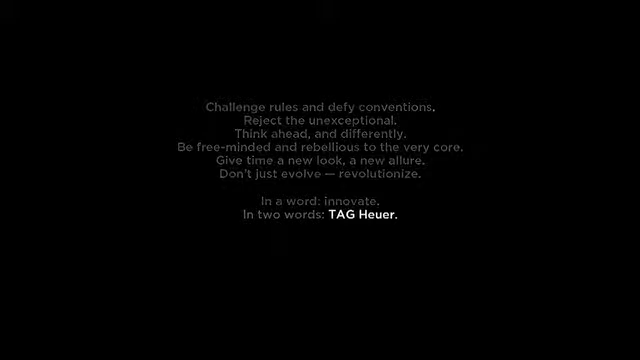 Challenge rules and defy conventions.
Reject the unexceptional.
Think ahead, and differently.
Be free-minded and rebellious to the very core.
Give time a new look, a new allure.
Don't just evolve — revolutionize.
In a word: innovate.
In two words: TAG Heuer.